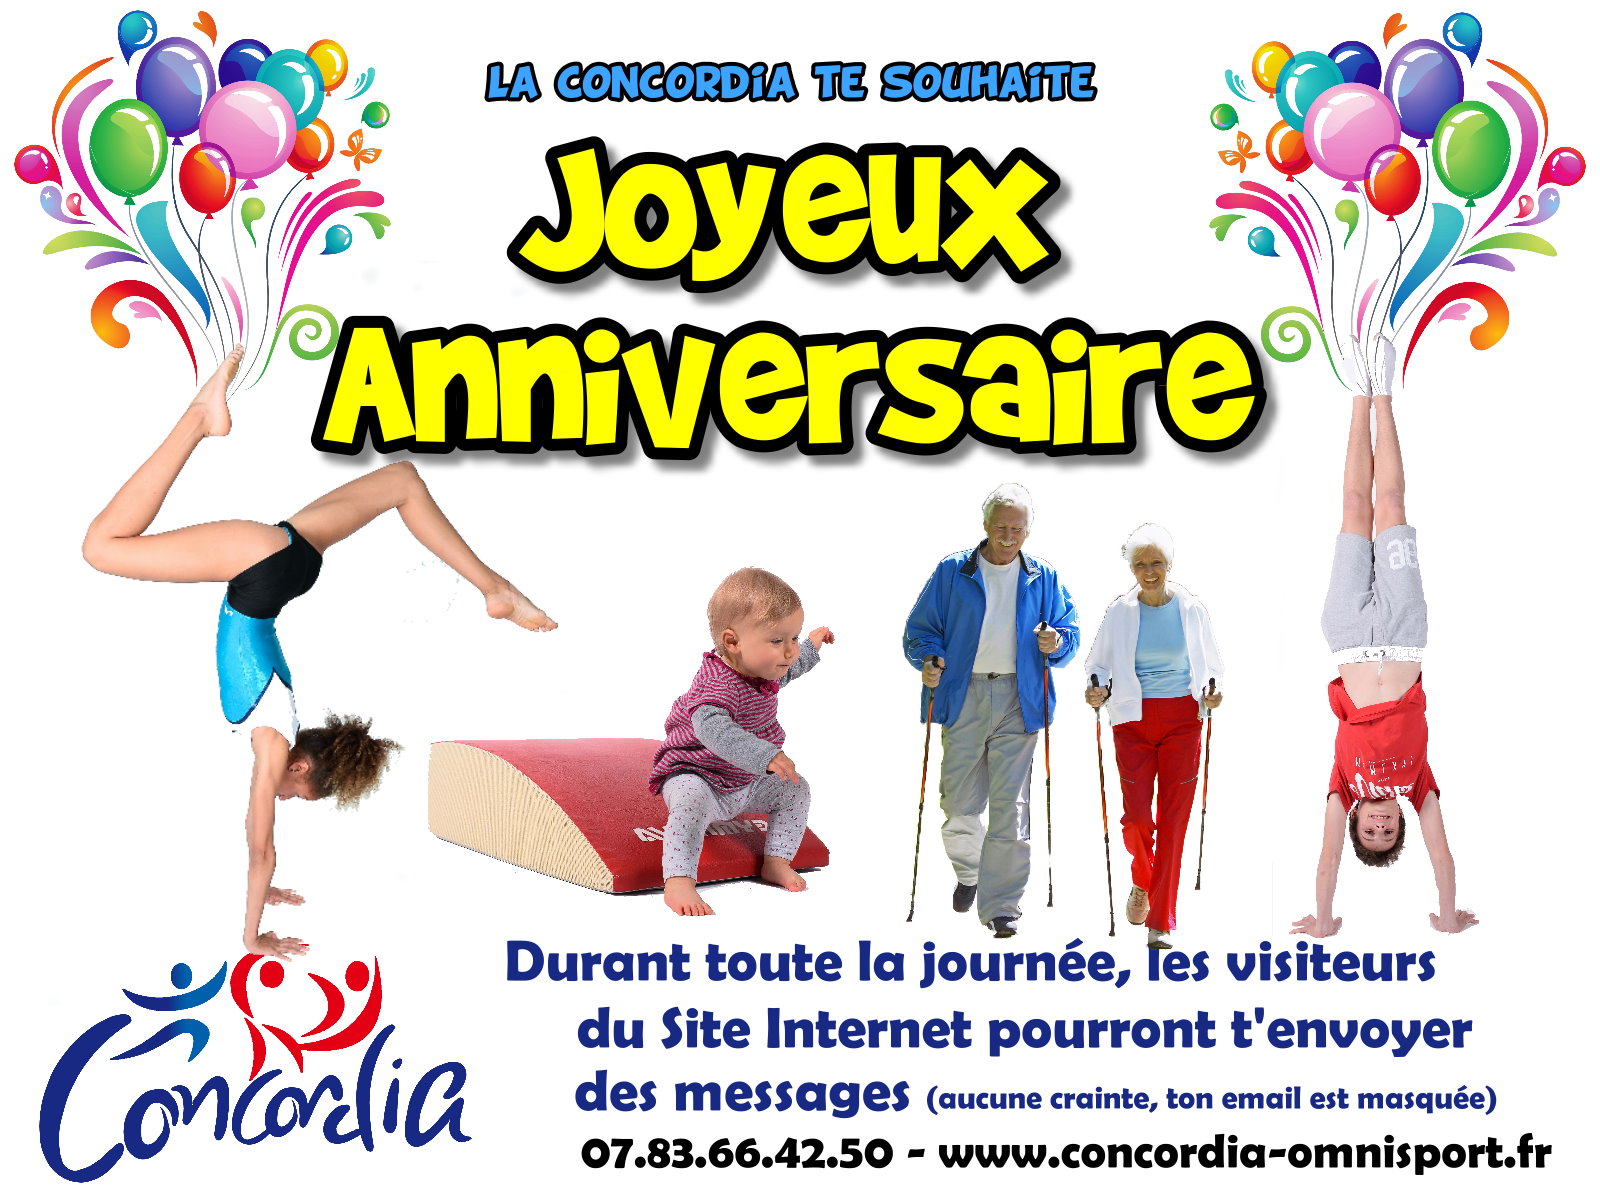 La Concordia te souhaite
Joyeux
Anniversaire
ae
Durant toute la journée, les visiteurs
du Site Internet pourront t'envoyer
des messages (aucune crainte, ton email est masquée)
Concordia
07.83.66.42.50 - www.concordia-omnisport.fr